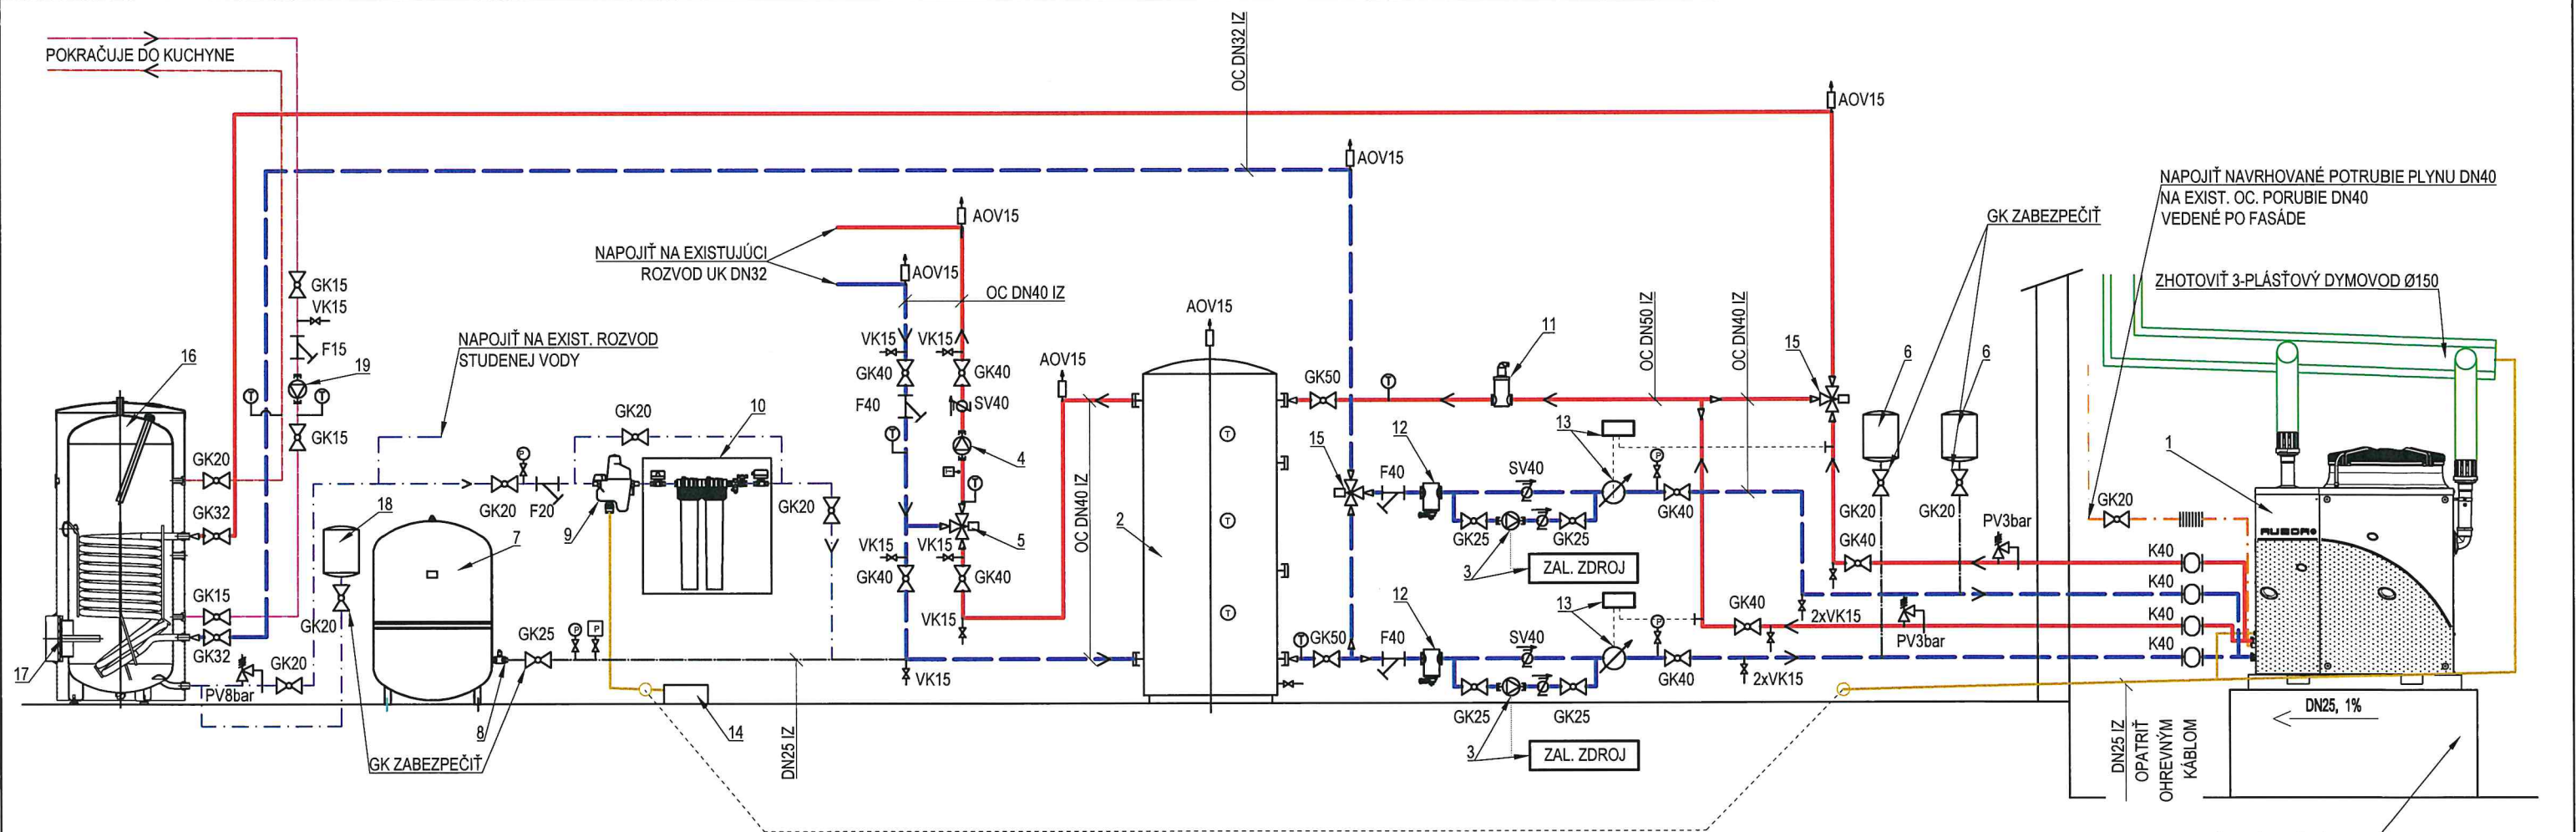 POKRAČUJE DO KUCHYNE
OC DN32 IZ
AOV15
AOV15
AOV15
AOV15
NAPOJIŤ NAVRHOVANÉ POTRUBIE PLYNU DN40
NA EXIST. OC. PORUBIE DN40
VEDENÉ PO FASÁDE
GK ZABEZPEČIŤ
NAPOJIŤ NA EXISTUJÚCI
ROZVOD UK DN32
OC DN40 IZ
ZHOTOVIŤ 3-PLÁŠŤOVÝ DYMOVOD Ø150
GK15
VK15
F15
19
16
GK15
NAPOJIŤ NA EXIST. ROZVOD
STUDENEJ VODY
VK15
VK15
GK40
GK40
F40
SV40
T
4
AOV15
AOV15
11
OC DN50 IZ
OC DN40 IZ
15
6
6
GK50
T
T
T
GK20
GK32
GK15
GK32
17
PV8bar
GK20
18
GK20
7
GK25
8
GK ZABEZPEČIŤ
P
P
GK20
P
GK20
F20
9
10
GK20
14
DN25 IZ
VK15
VK15
GK40
GK40
5
VK15
VK15
OC DN40 IZ
2
T
T
T
15
F40
12
SV40
13
P
GK40
GK25
GK25
3
ZAL. ZDROJ
12
13
T
GK50
F40
SV40
P
GK40
GK25
GK25
3
ZAL. ZDROJ
2xVK15
2xVK15
GK40
GK40
GK20
GK20
PV3bar
PV3bar
GK20
1
K40
K40
K40
K40
DN25, 1%
DN25 IZ
OPATRIŤ
OHREVNÝM
KÁBLOM